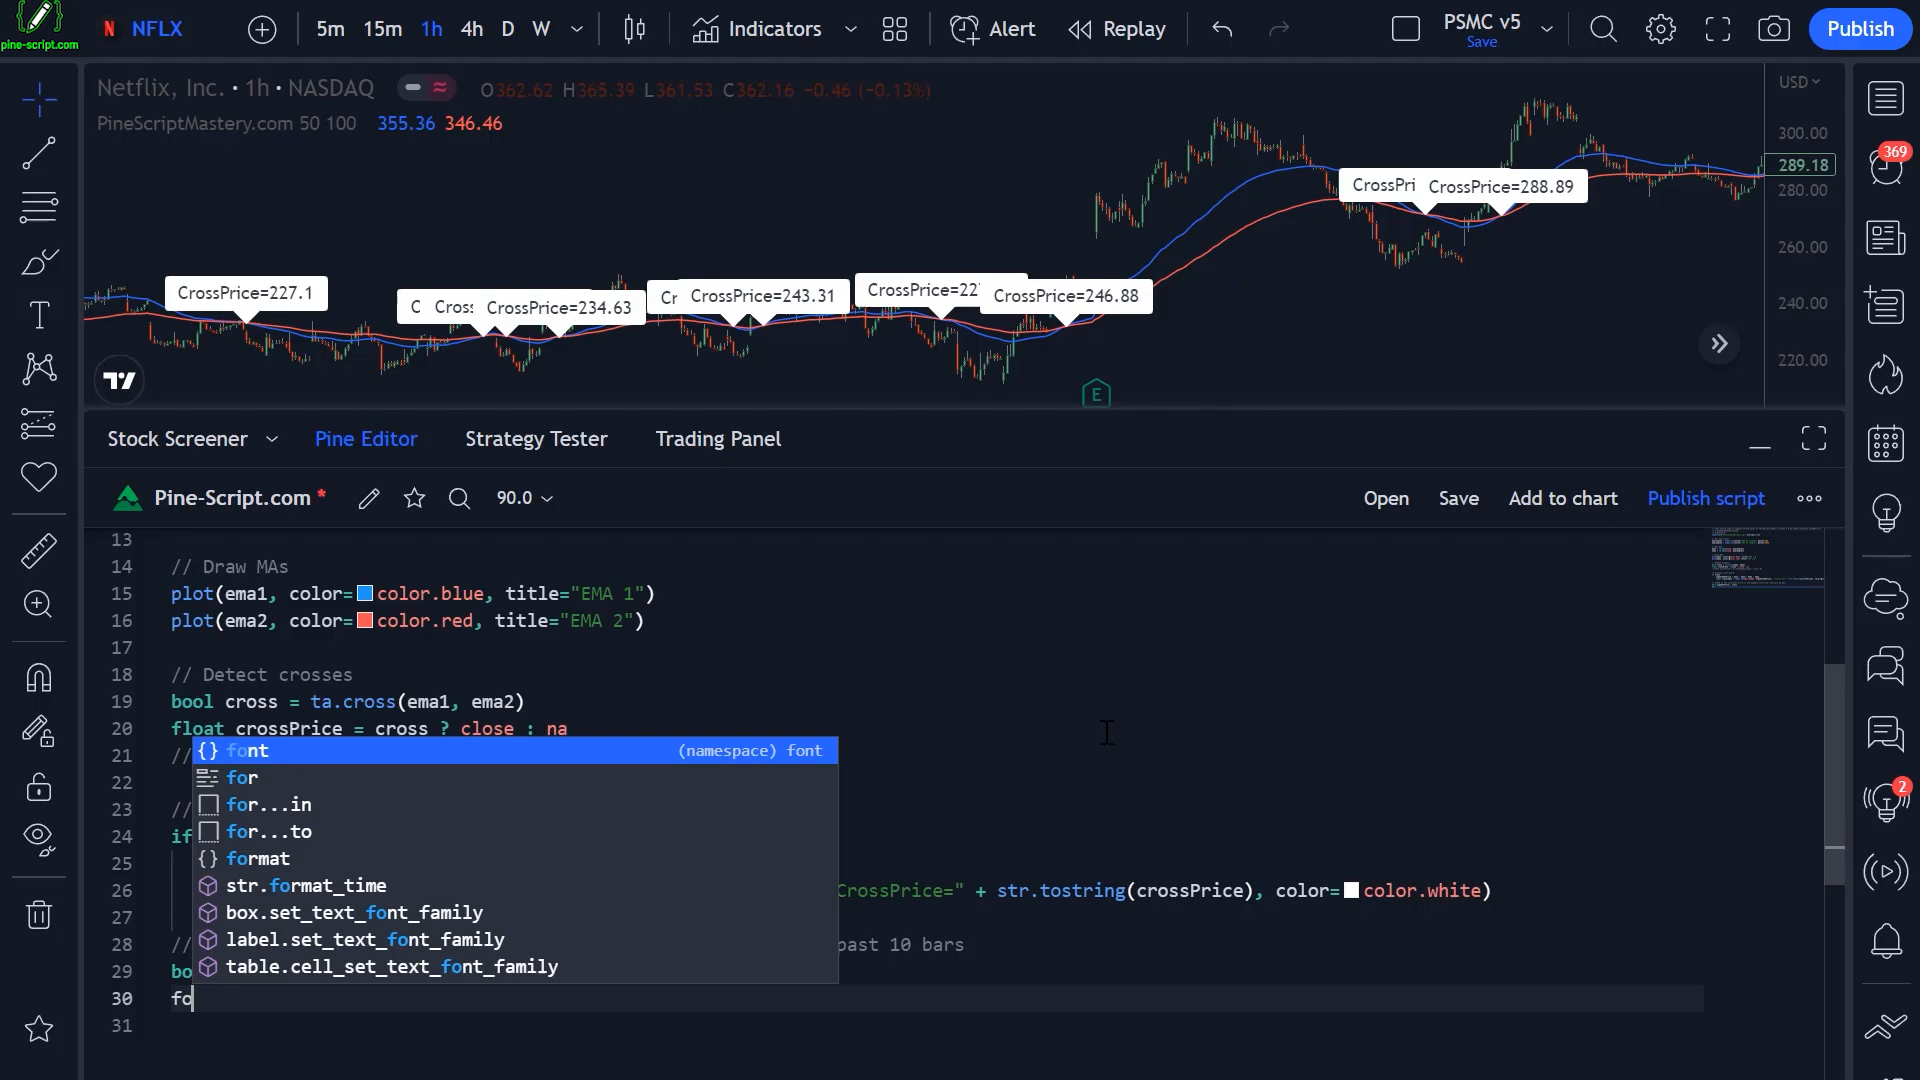 pine-script.com
N NFLX 5m 15m 1h 4h D W Indicators Alert Replay PSMC v5 Publish
Save
Netflix, Inc. · 1h · NASDAQ O362.62 H365.39 L361.53 C362.16 −0.46 (−0.13%)
PineScriptMastery.com 50 100 355.36 346.46
USD
300.00
289.18
280.00
260.00
240.00
220.00
CrossPri
CrossPrice=288.89
CrossPrice=227.1
C
Cross
CrossPrice=234.63
Cr
CrossPrice=243.31
CrossPrice=227
CrossPrice=246.88
E
369
Stock Screener Pine Editor Strategy Tester Trading Panel
Pine-Script.com * 90.0 Open Save Add to chart Publish script
13
14 // Draw MAs
15 plot(ema1, color=color.blue, title="EMA 1")
16 plot(ema2, color=color.red, title="EMA 2")
17
18 // Detect crosses
19 bool cross = ta.cross(ema1, ema2)
20 float crossPrice = cross ? close : na
21 //
22
23 //
24 if
25
26 CrossPrice=" + str.tostring(crossPrice), color=color.white)
27
28 // past 10 bars
29 bo
30 fo
31
{} font (namespace) font
for
for...in
for...to
{} format
str.format_time
box.set_text_font_family
label.set_text_font_family
table.cell_set_text_font_family
2